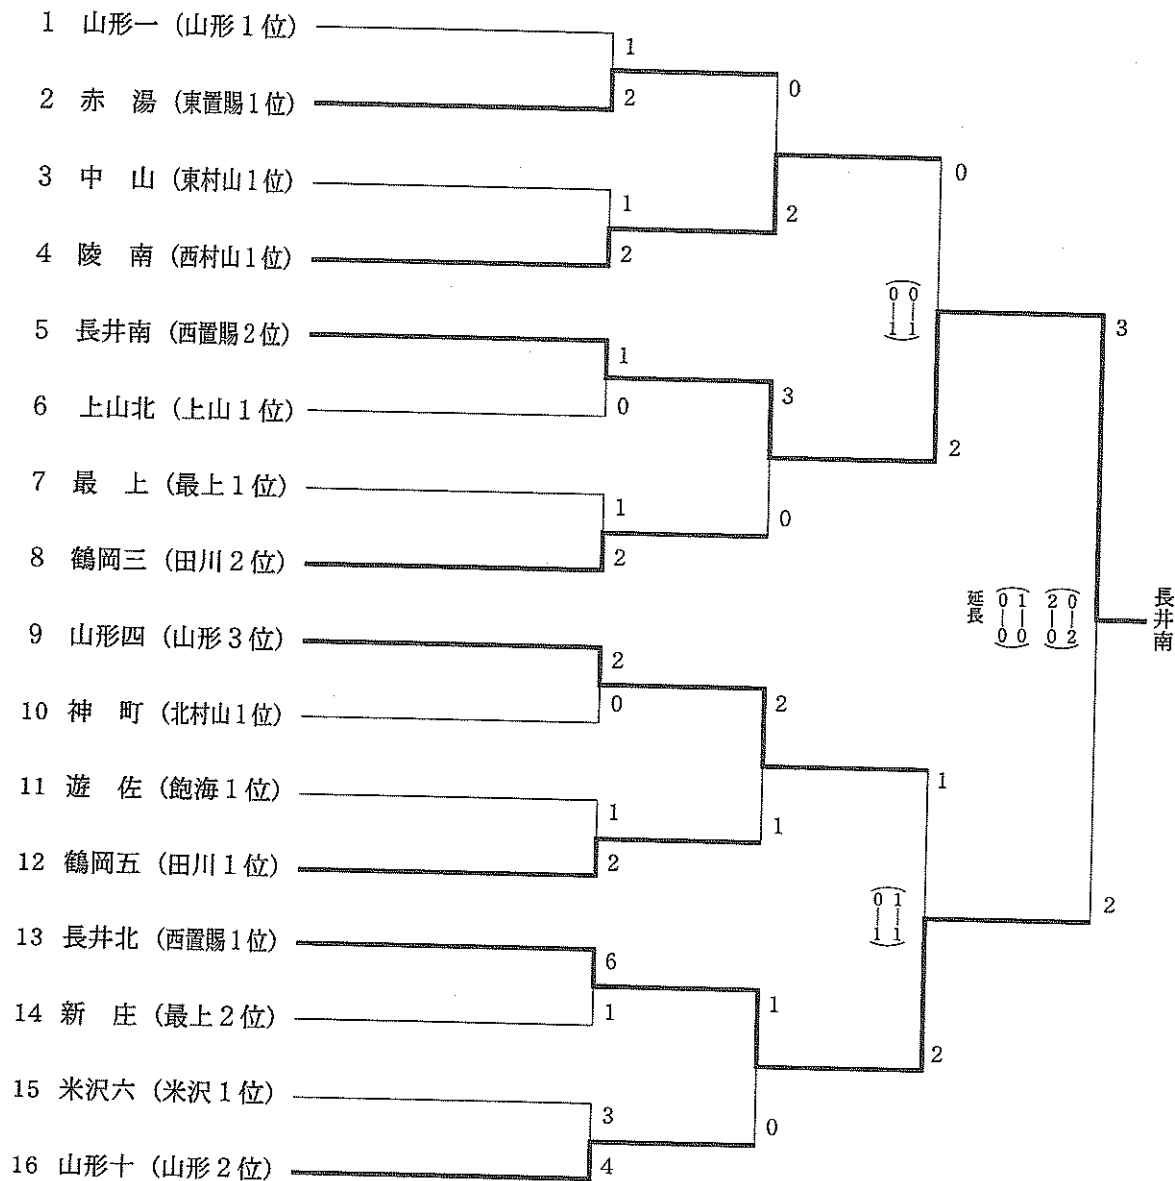 1 山形一 (山形1位)
2 赤 湯 (東置賜1位)
3 中 山 (東村山1位)
4 陵 南 (西村山1位)
5 長井南 (西置賜2位)
6 上山北 (上山1位)
7 最 上 (最上1位)
8 鶴岡三 (田川2位)
9 山形四 (山形3位)
10 神 町 (北村山1位)
11 遊 佐 (飽海1位)
12 鶴岡五 (田川1位)
13 長井北 (西置賜1位)
14 新 庄 (最上2位)
15 米沢六 (米沢1位)
16 山形十 (山形2位)
1
2
1
2
1
0
1
2
2
0
1
2
6
1
3
4
0
2
3
0
2
1
1
0
0
2
(0 0)
(1 1)
1
2
(0 1)
(1 1)
3
2
延長
(0 1) (2 0)
(0 0) (0 2)
長井南